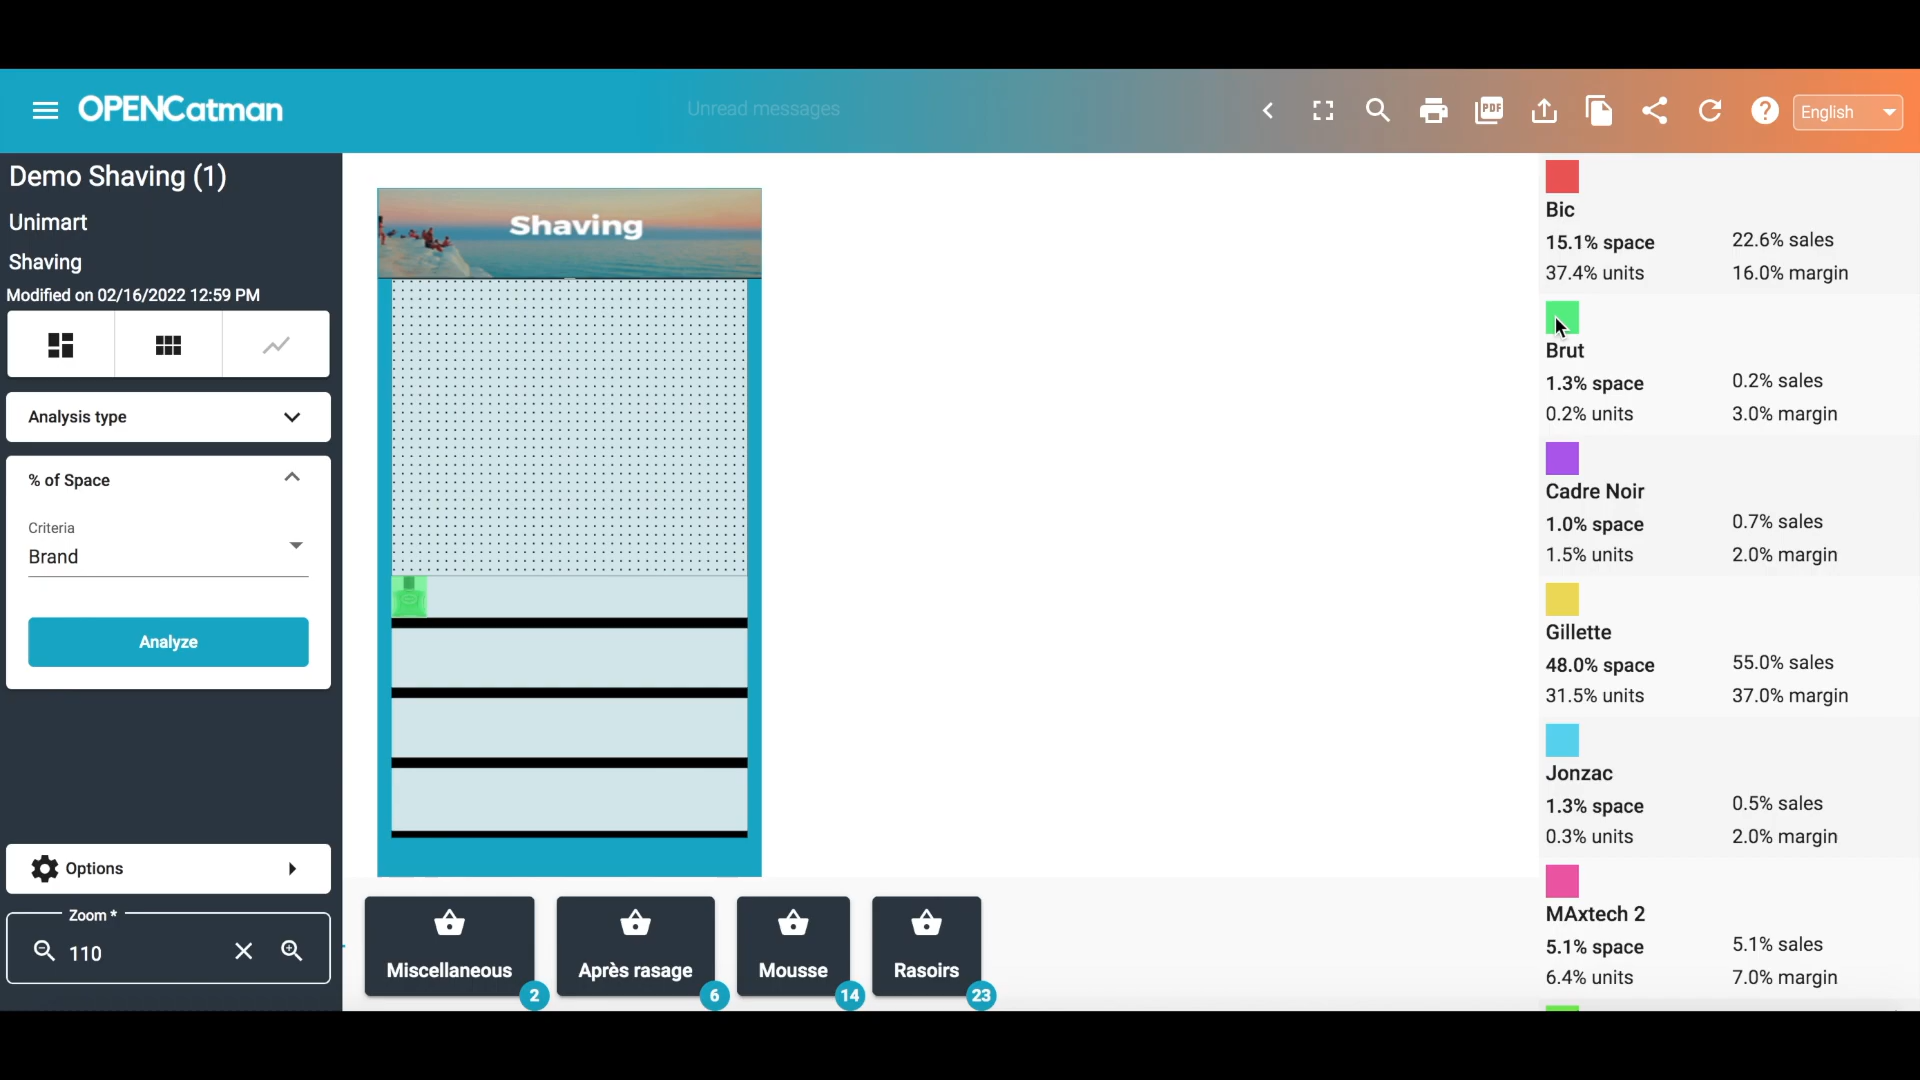 OPENCatman
Unread messages
PDF
English
Demo Shaving (1)
Unimart
Shaving
Modified on 02/16/2022 12:59 PM
Analysis type
% of Space
Criteria
Brand
Analyze
Options
Zoom *
110
Shaving
Miscellaneous
2
Après rasage
6
Mousse
14
Rasoirs
23
Bic
15.1% space 22.6% sales
37.4% units 16.0% margin
Brut
1.3% space 0.2% sales
0.2% units 3.0% margin
Cadre Noir
1.0% space 0.7% sales
1.5% units 2.0% margin
Gillette
48.0% space 55.0% sales
31.5% units 37.0% margin
Jonzac
1.3% space 0.5% sales
0.3% units 2.0% margin
MAxtech 2
5.1% space 5.1% sales
6.4% units 7.0% margin